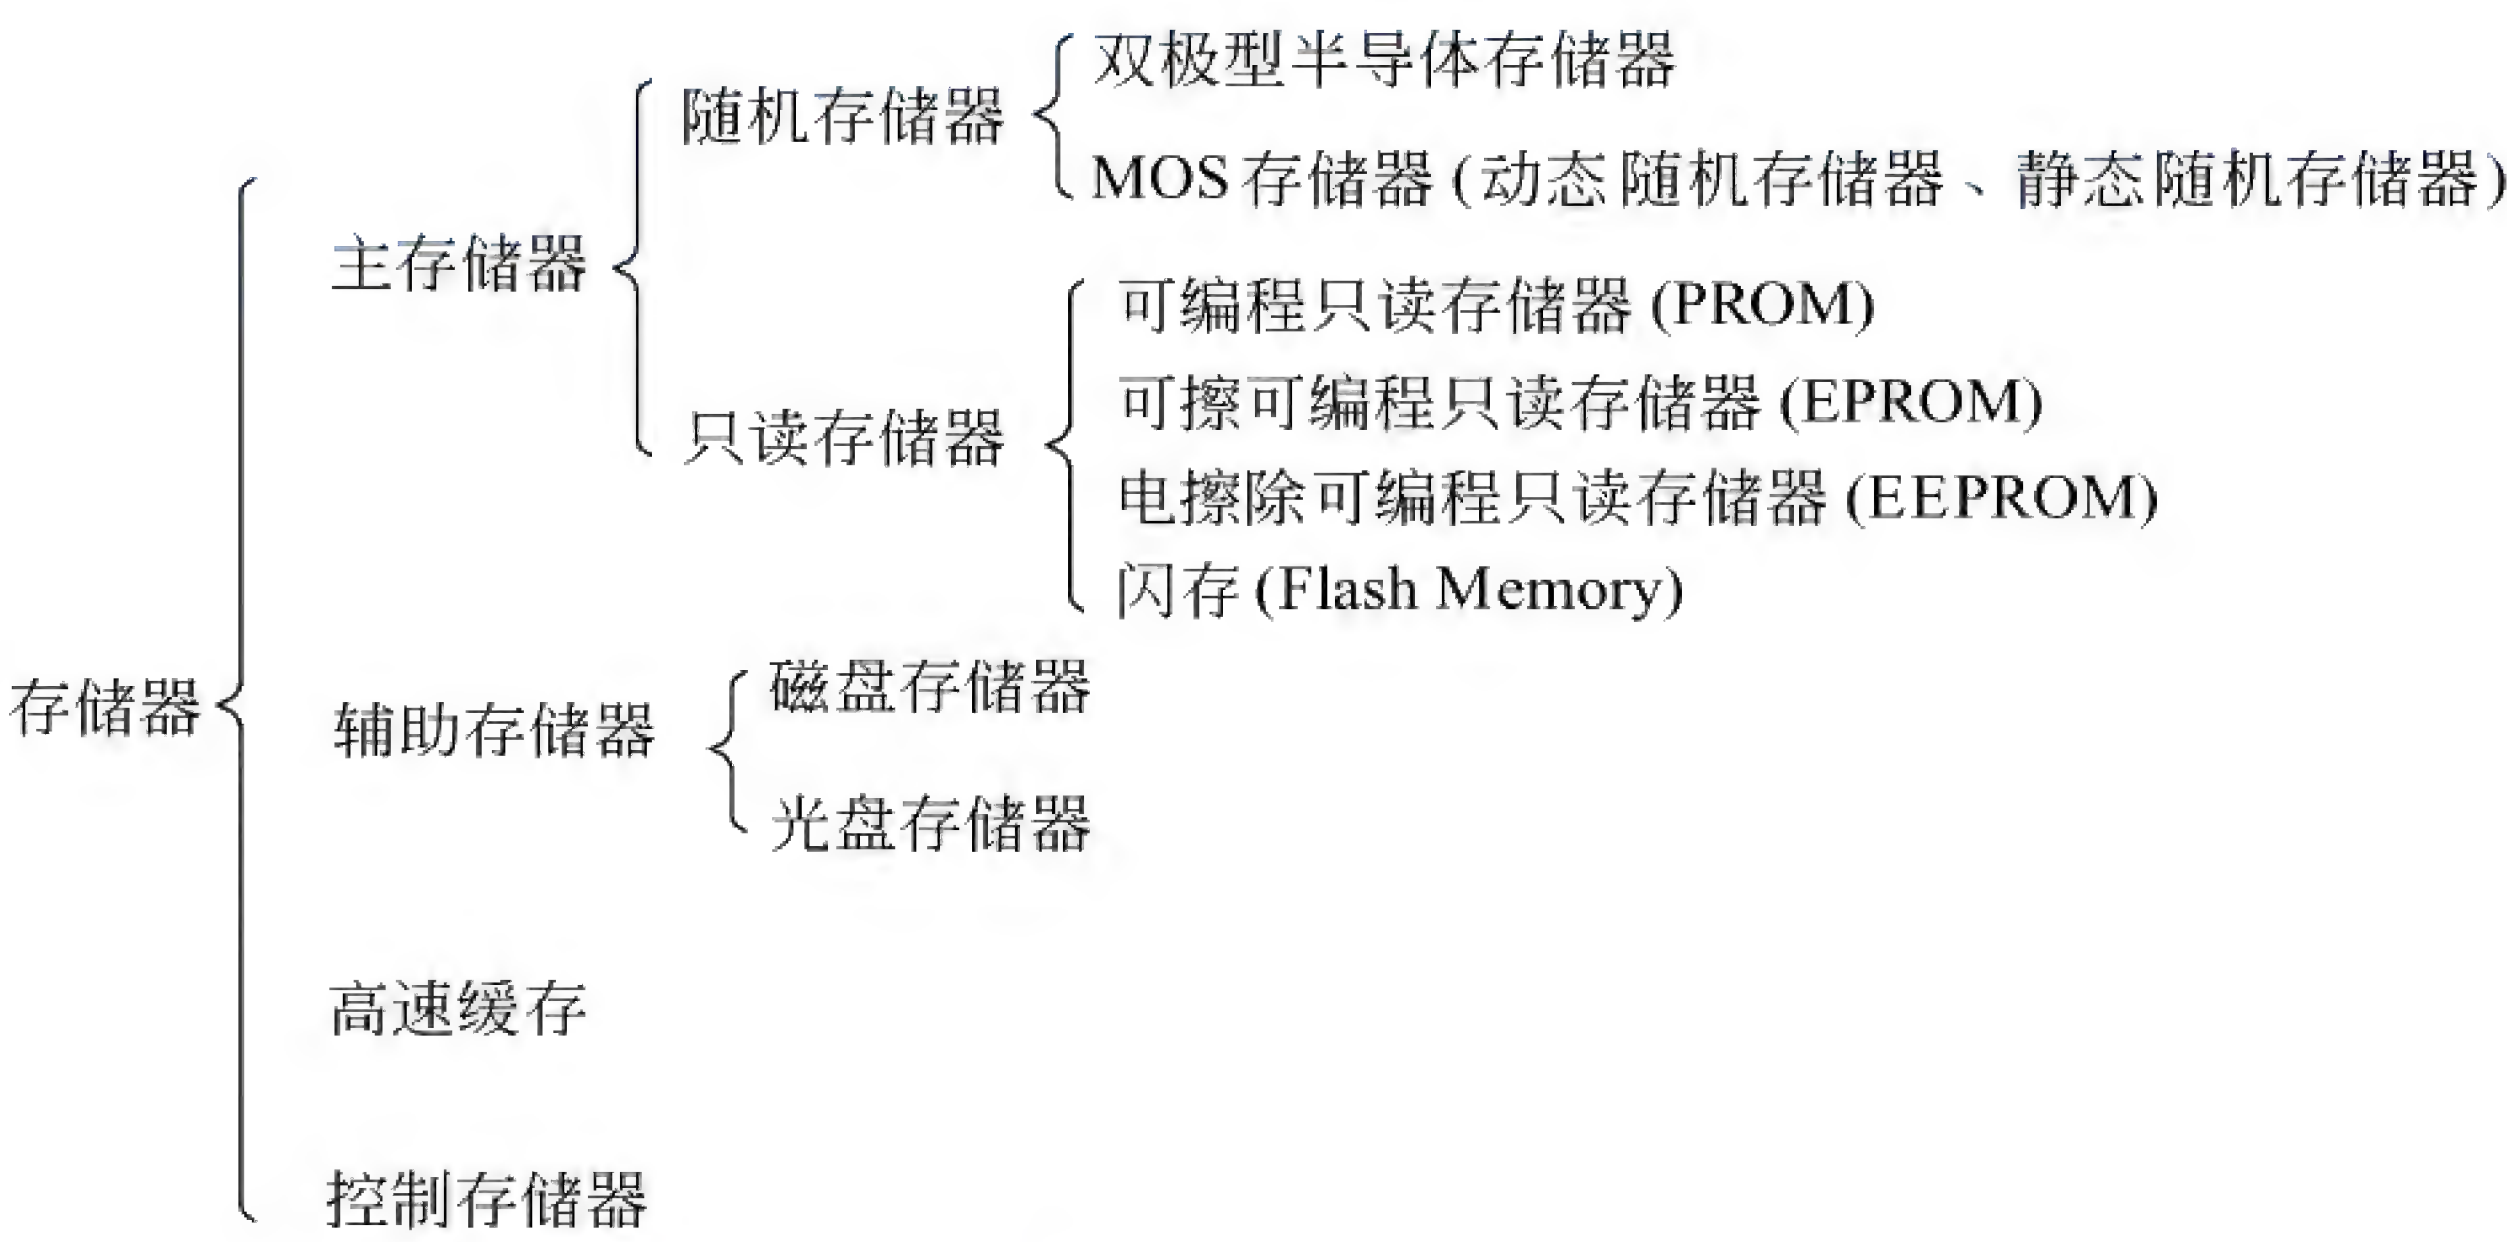 双极型半导体存储器
随机存储器
MOS存储器(动态随机存储器、静态随机存储器)
主存储器
可编程只读存储器(PROM)
可擦可编程只读存储器(EPROM)
只读存储器
电擦除可编程只读存储器(EEPROM)
闪存(Flash Memory)
存储器
磁盘存储器
辅助存储器
光盘存储器
高速缓存
控制存储器